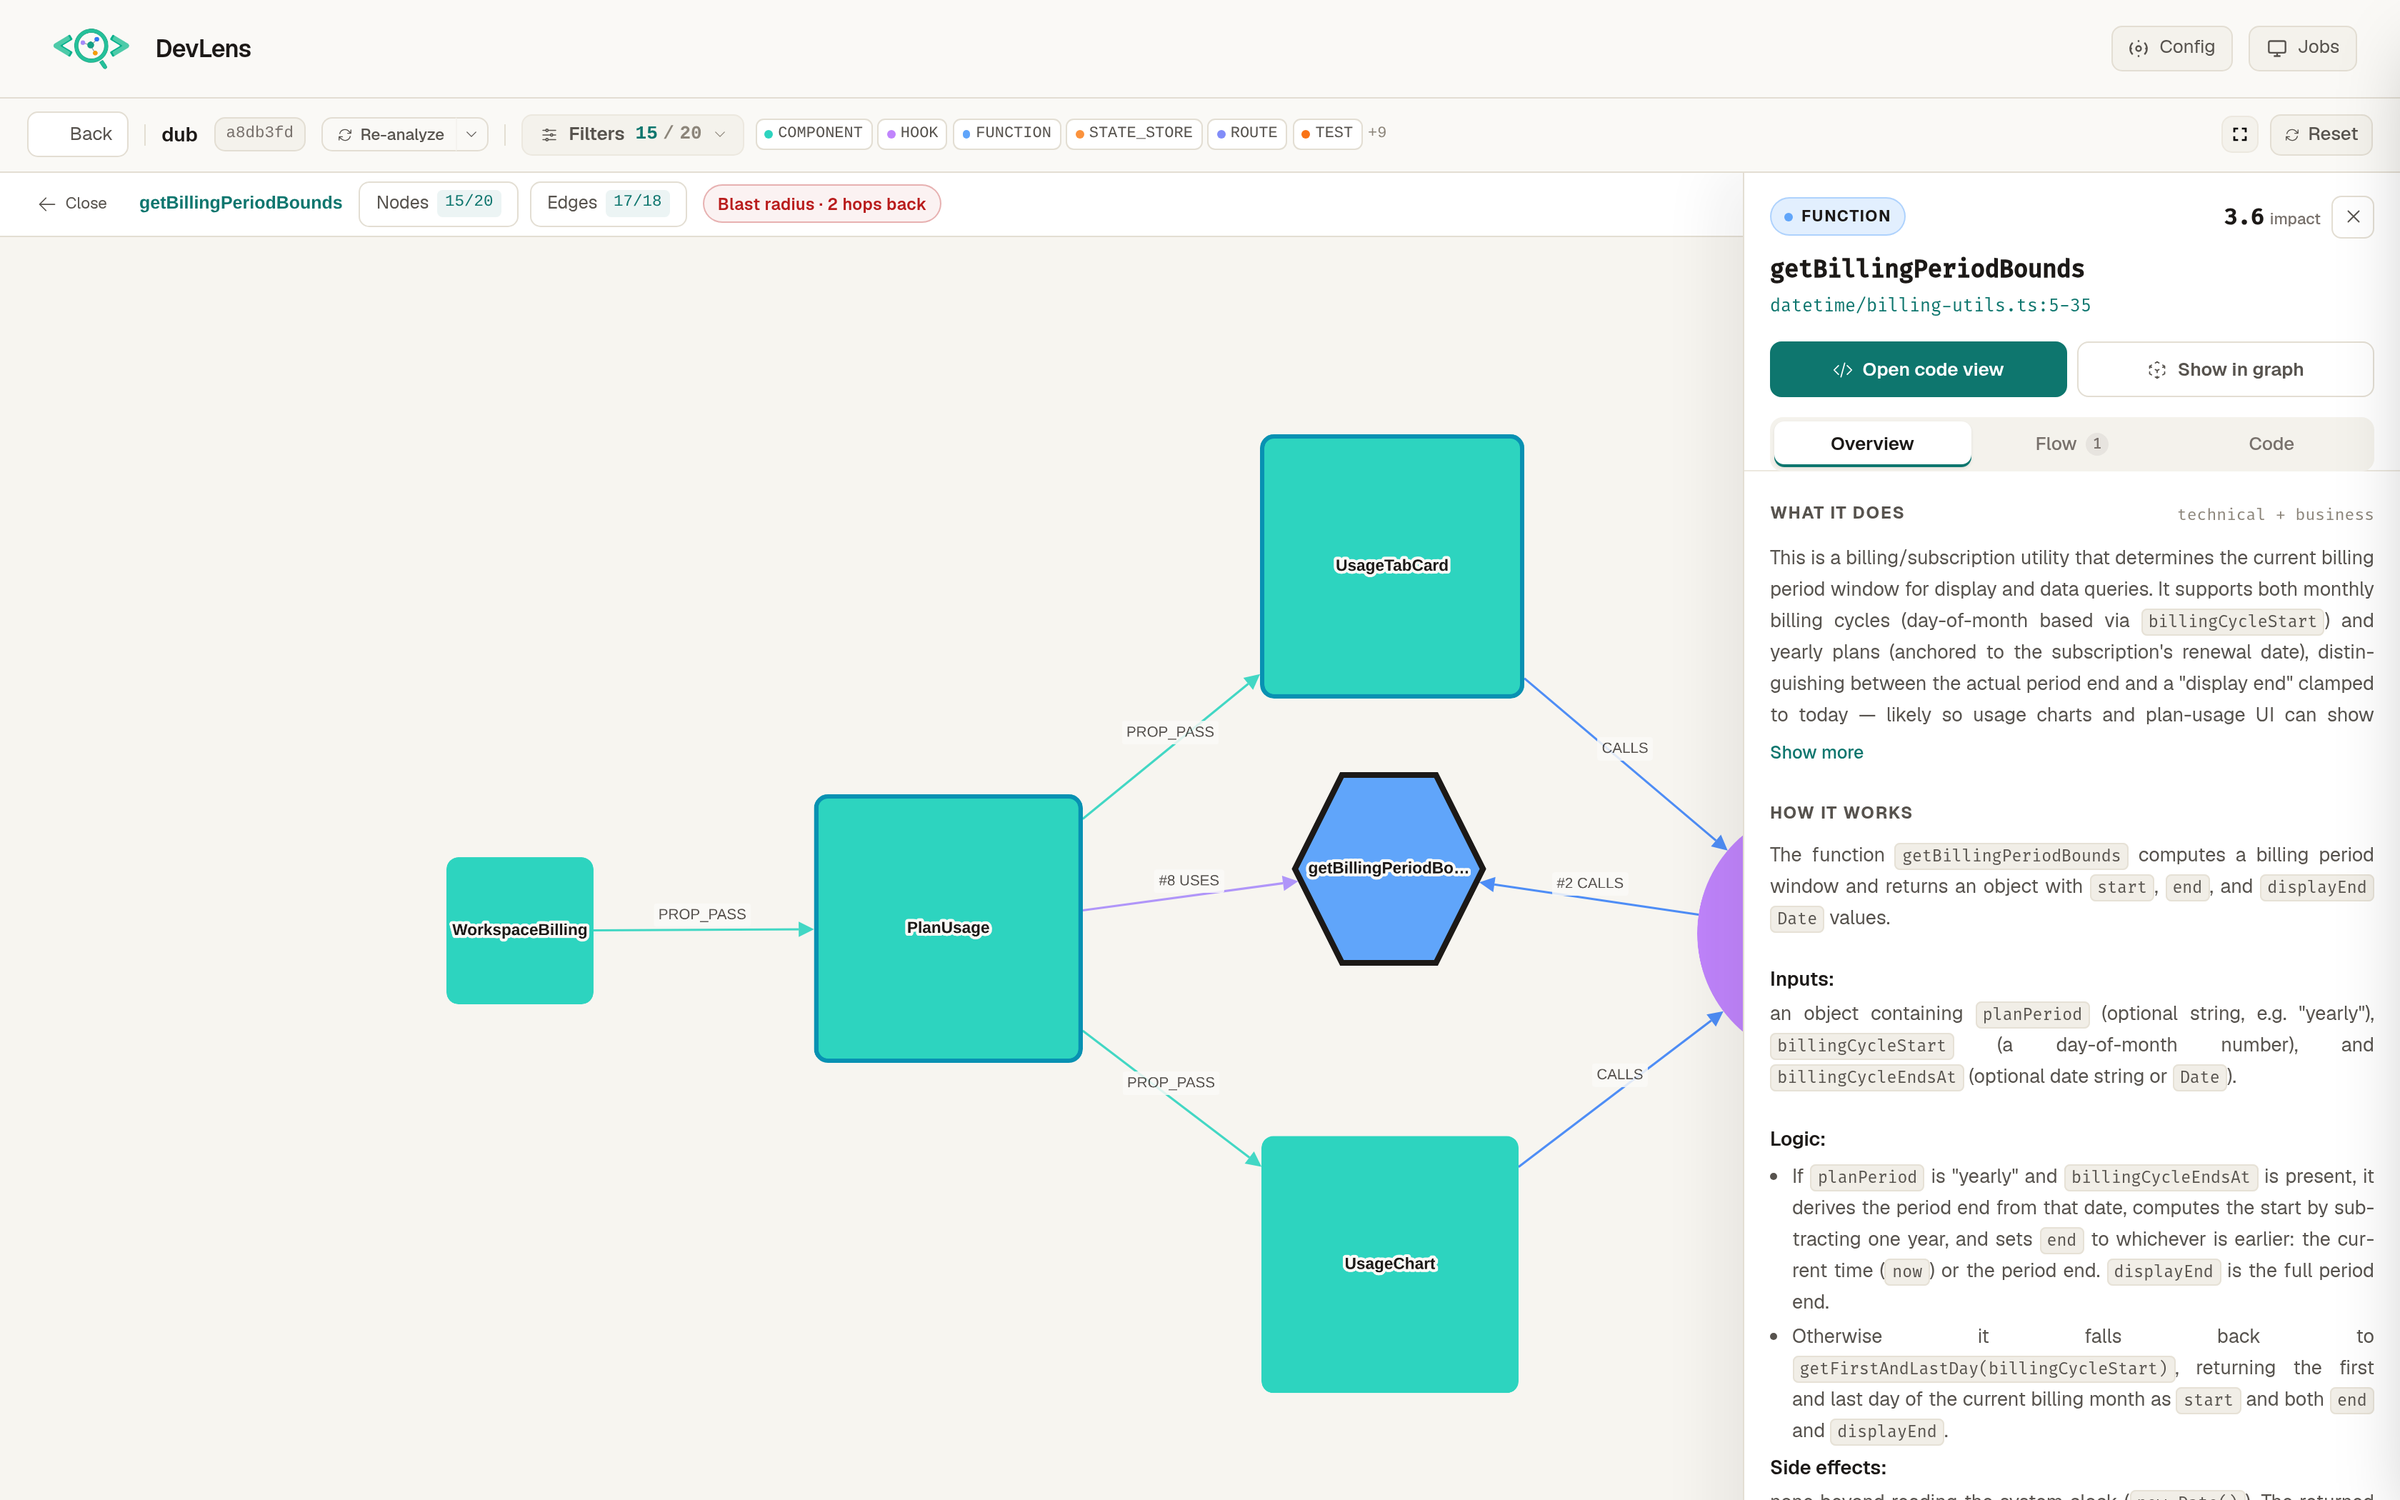 DevLens
Config
Jobs
Back
dub
a8db3fd
Re-analyze
Filters 15 / 20
COMPONENT
HOOK
FUNCTION
STATE_STORE
ROUTE
TEST
+9
Reset
Close
getBillingPeriodBounds
Nodes 15/20
Edges 17/18
Blast radius · 2 hops back
UsageTabCard
PROP_PASS
CALLS
getBillingPeriodBo...
#8 USES
#2 CALLS
WorkspaceBilling
PROP_PASS
PlanUsage
PROP_PASS
CALLS
UsageChart
FUNCTION
3.6 impact
getBillingPeriodBounds
datetime/billing-utils.ts:5-35
</> Open code view
Show in graph
Overview
Flow 1
Code
WHAT IT DOES
technical + business
This is a billing/subscription utility that determines the current billing
period window for display and data queries. It supports both monthly
billing cycles (day-of-month based via billingCycleStart) and
yearly plans (anchored to the subscription's renewal date), distin-
guishing between the actual period end and a "display end" clamped
to today — likely so usage charts and plan-usage UI can show
Show more
HOW IT WORKS
The function getBillingPeriodBounds computes a billing period
window and returns an object with start, end, and displayEnd
Date values.
Inputs:
an object containing planPeriod (optional string, e.g. "yearly"),
billingCycleStart (a day-of-month number), and
billingCycleEndsAt (optional date string or Date).
Logic:
• If planPeriod is "yearly" and billingCycleEndsAt is present, it
derives the period end from that date, computes the start by sub-
tracting one year, and sets end to whichever is earlier: the cur-
rent time (now) or the period end. displayEnd is the full period
end.
• Otherwise it falls back to
getFirstAndLastDay(billingCycleStart), returning the first
and last day of the current billing month as start and both end
and displayEnd.
Side effects:
none beyond reading the system clock (new Date()). The returned